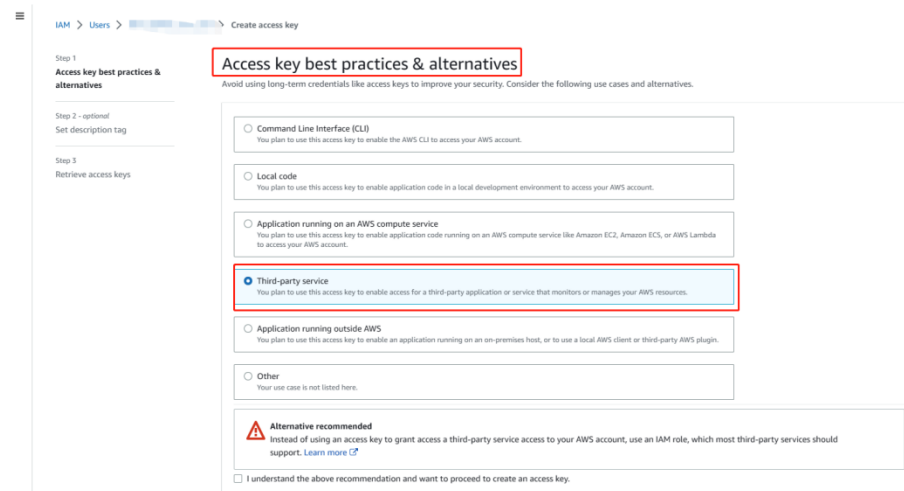 IAM > Users > > Create access key
Step 1
Access key best practices &
alternatives
Step 2 - optional
Set description tag
Step 3
Retrieve access keys
Access key best practices & alternatives
Avoid using long-term credentials like access keys to improve your security. Consider the following use cases and alternatives.
Command Line Interface (CLI)
You plan to use this access key to enable the AWS CLI to access your AWS account.
Local code
You plan to use this access key to enable application code in a local development environment to access your AWS account.
Application running on an AWS compute service
You plan to use this access key to enable application code running on an AWS compute service like Amazon EC2, Amazon ECS, or AWS Lambda
to access your AWS account.
Third-party service
You plan to use this access key to enable access for a third-party application or service that monitors or manages your AWS resources.
Application running outside AWS
You plan to use this access key to enable an application running on an on-premises host, or to use a local AWS client or third-party AWS plugin.
Other
Your use case is not listed here.
Alternative recommended
Instead of using an access key to grant access a third-party service access to your AWS account, use an IAM role, which most third-party services should
support. Learn more
I understand the above recommendation and want to proceed to create an access key.